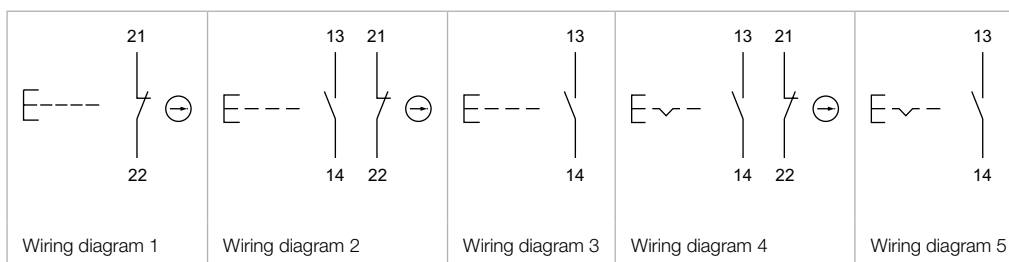 21
22
Wiring diagram 1
13 21
14 22
Wiring diagram 2
13
14
Wiring diagram 3
13 21
14 22
Wiring diagram 4
13
14
Wiring diagram 5